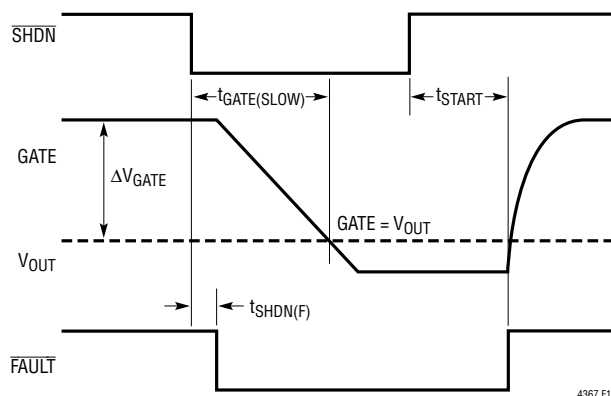 SHDN
tGATE(SLOW)
tSTART
GATE
ΔVGATE
GATE = VOUT
VOUT
tSHDN(F)
FAULT
4367 F1